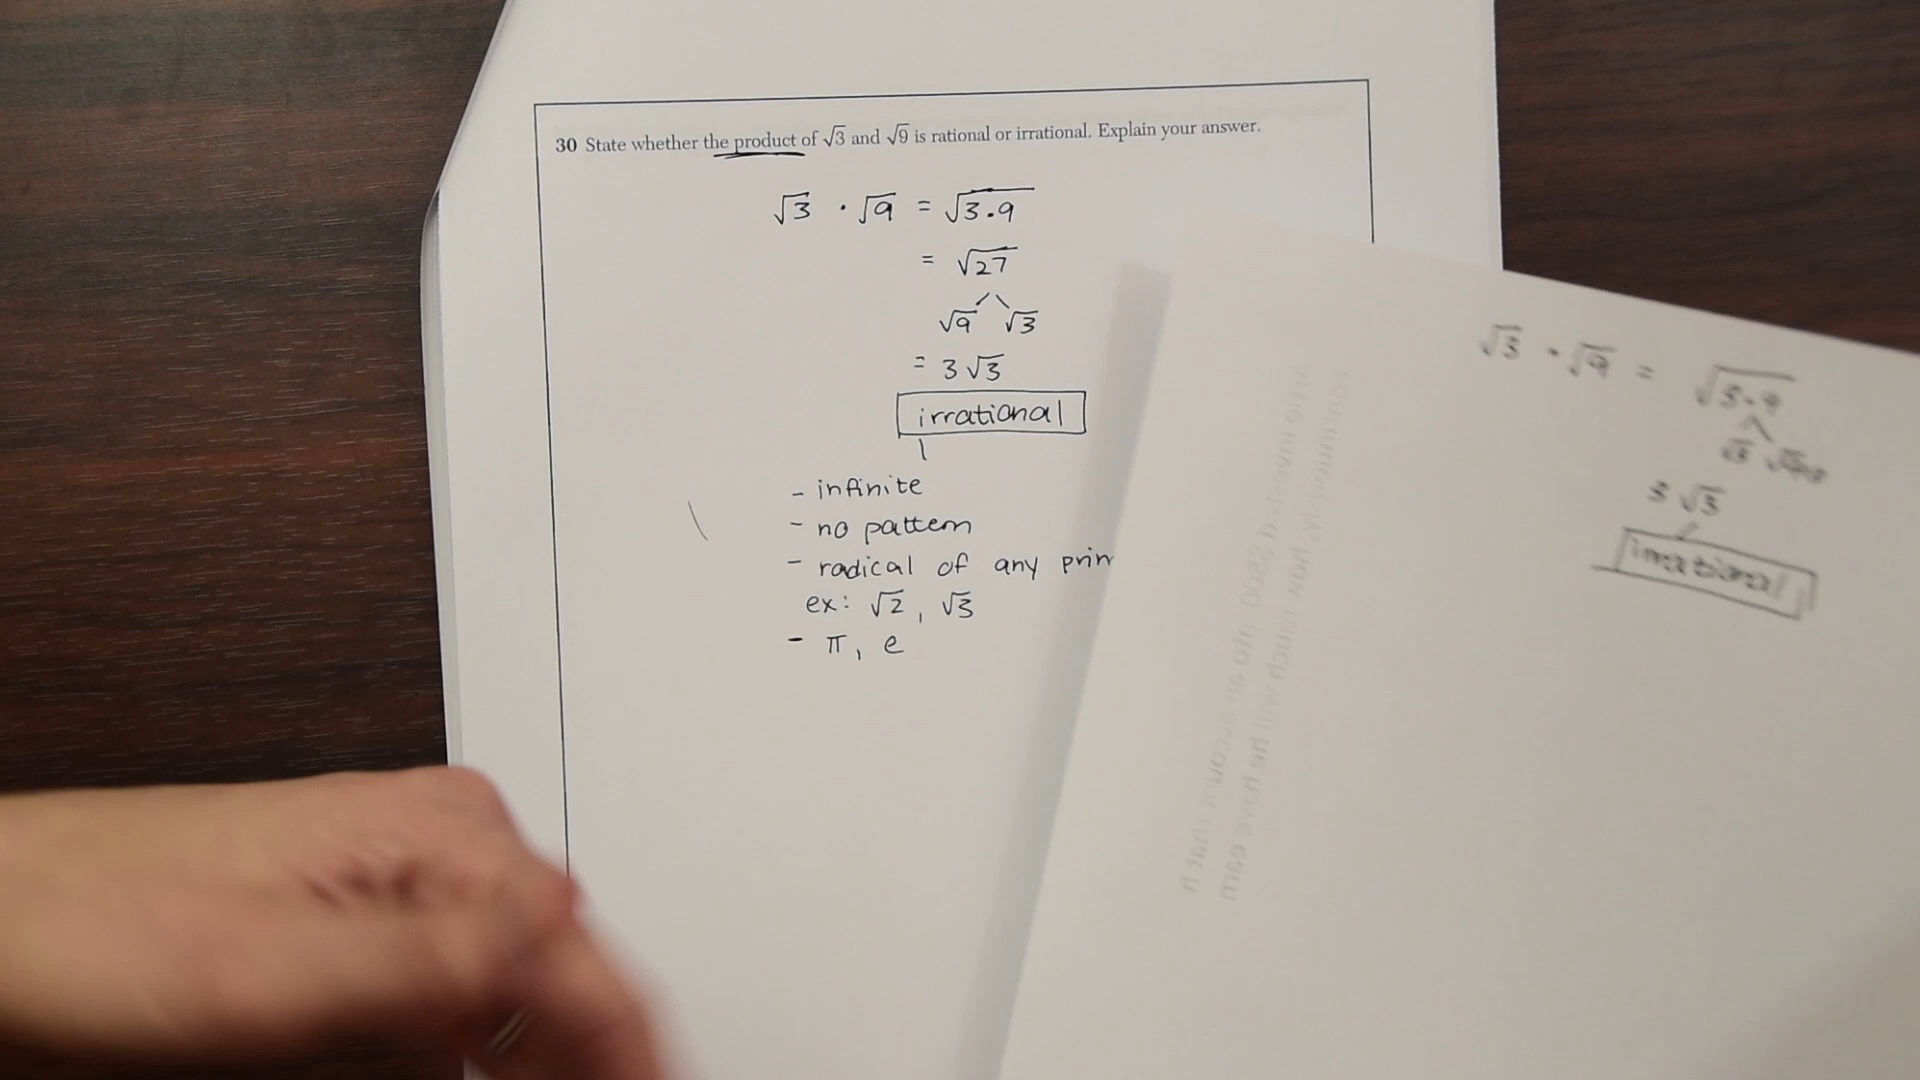 30 State whether the product of √3 and √9 is rational or irrational. Explain your answer.
√3 · √9 = √3·9
= √27
√9 √3
= 3√3
irrational
- infinite
- no pattern
- radical of any prim
ex: √2, √3
- π, e
√3 · √9 = √3·9
3 √3
irrational